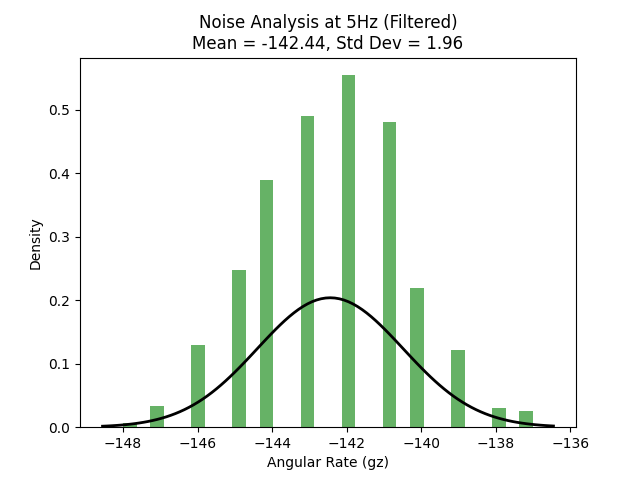 Noise Analysis at 5Hz (Filtered)
Mean = -142.44, Std Dev = 1.96
Density
0.5
0.4
0.3
0.2
0.1
0.0
−148 −146 −144 −142 −140 −138 −136
Angular Rate (gz)